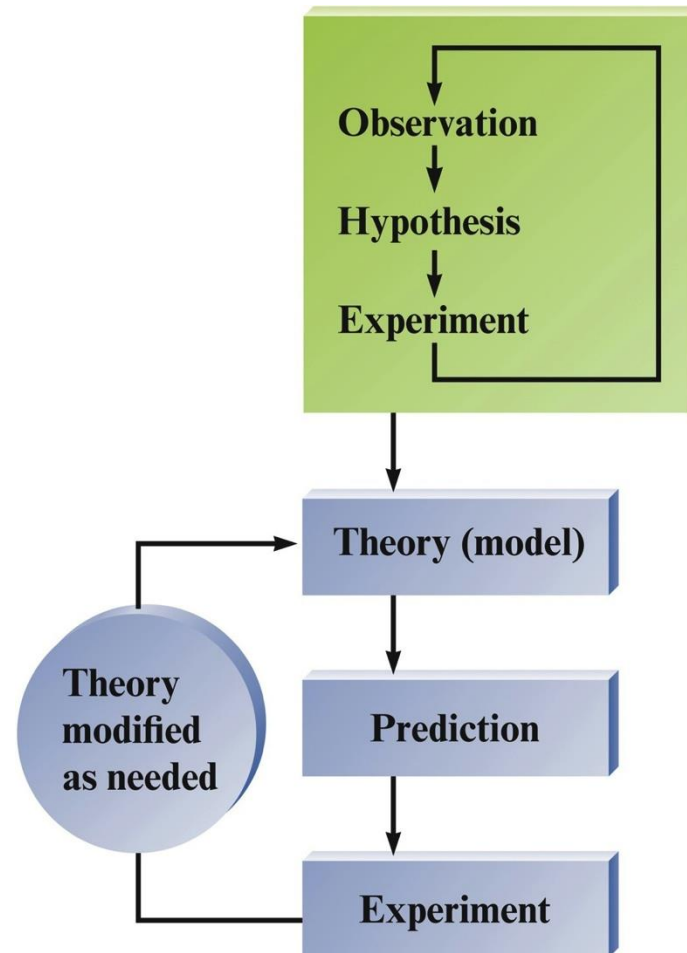 Observation
Hypothesis
Experiment
Theory (model)
Theory
modified
as needed
Prediction
Experiment